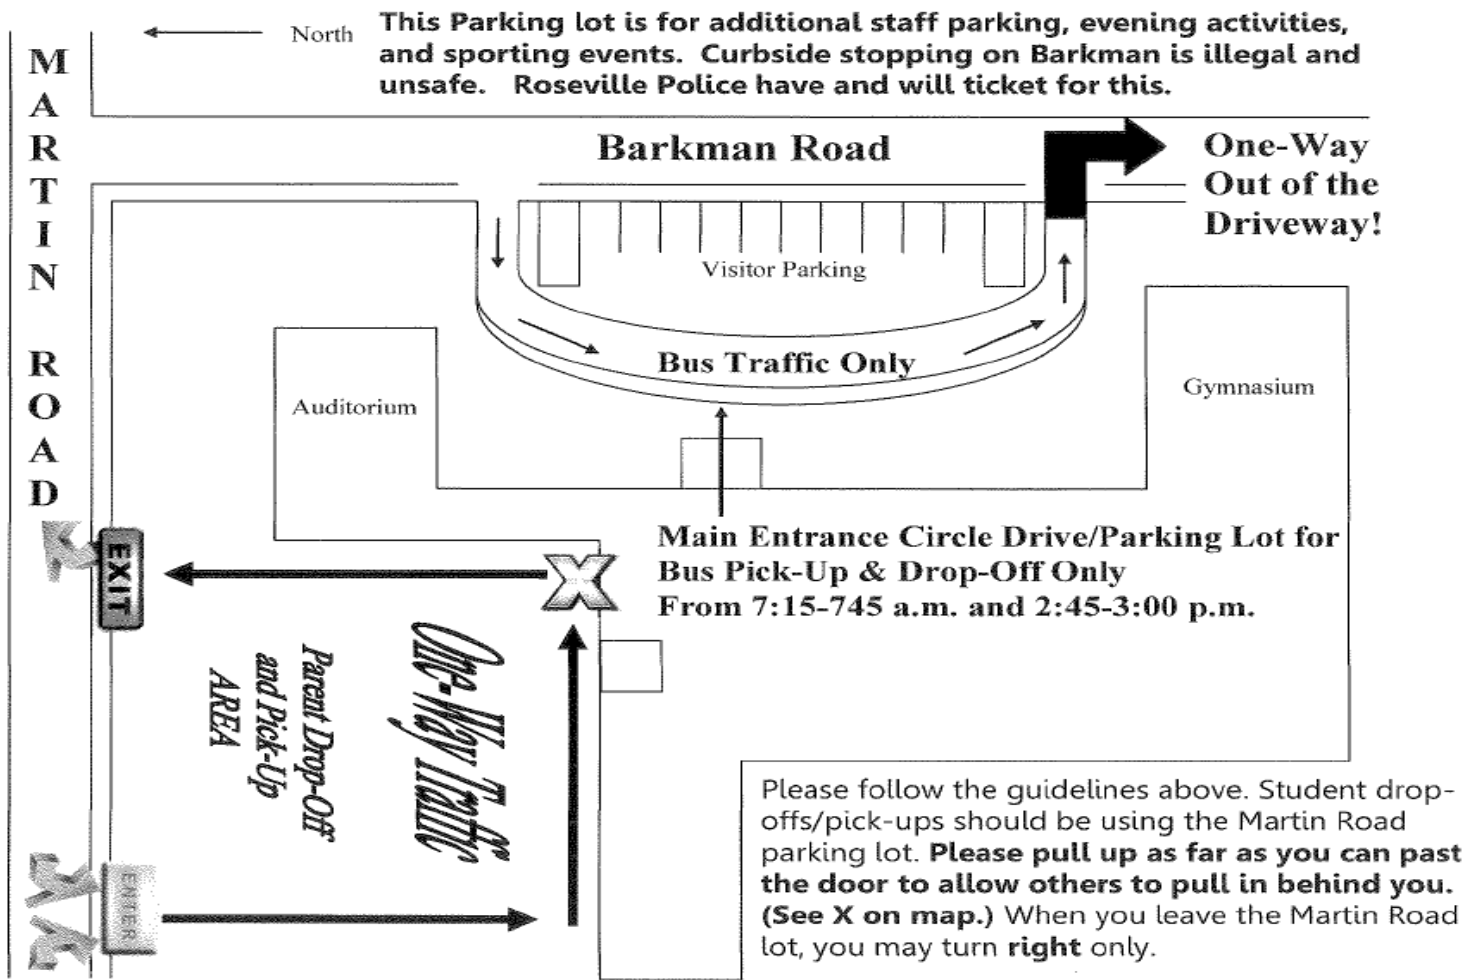 This Parking lot is for additional staff parking, evening activities,
and sporting events. Curbside stopping on Barkman is illegal and
unsafe. Roseville Police have and will ticket for this.
North
MARTIN ROAD
Barkman Road
One-Way
Out of the
Driveway!
Visitor Parking
Bus Traffic Only
Auditorium
Gymnasium
Main Entrance Circle Drive/Parking Lot for
Bus Pick-Up & Drop-Off Only
From 7:15-745 a.m. and 2:45-3:00 p.m.
EXIT
X
One-Way Traffic
Parent Drop-Off
and Pick-Up
AREA
ENTER
Please follow the guidelines above. Student drop-
offs/pick-ups should be using the Martin Road
parking lot. Please pull up as far as you can past
the door to allow others to pull in behind you.
(See X on map.) When you leave the Martin Road
lot, you may turn right only.